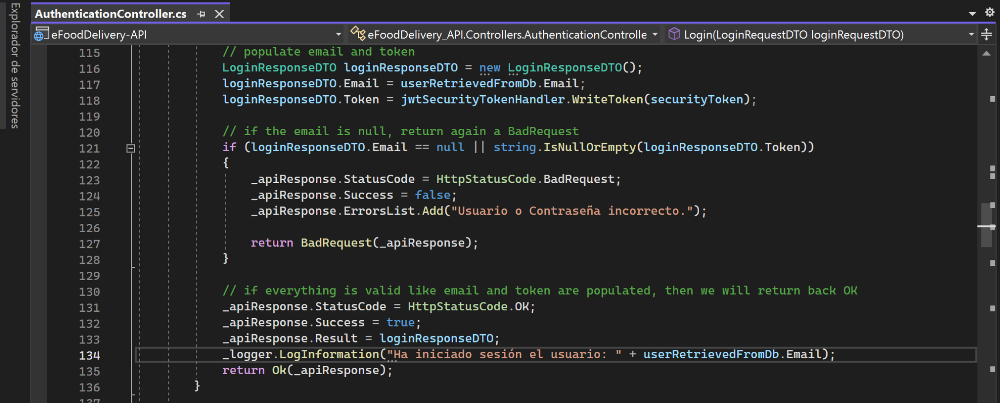 Explorador de servidores
AuthenticationController.cs
eFoodDelivery-API
eFoodDelivery_API.Controllers.AuthenticationControlle
Login(LoginRequestDTO loginRequestDTO)
115 // populate email and token
116 LoginResponseDTO loginResponseDTO = new LoginResponseDTO();
117 loginResponseDTO.Email = userRetrievedFromDb.Email;
118 loginResponseDTO.Token = jwtSecurityTokenHandler.WriteToken(securityToken);
119
120 // if the email is null, return again a BadRequest
121 if (loginResponseDTO.Email == null || string.IsNullOrEmpty(loginResponseDTO.Token))
122 {
123 _apiResponse.StatusCode = HttpStatusCode.BadRequest;
124 _apiResponse.Success = false;
125 _apiResponse.ErrorsList.Add("Usuario o Contraseña incorrecto.");
126
127 return BadRequest(_apiResponse);
128 }
129
130 // if everything is valid like email and token are populated, then we will return back OK
131 _apiResponse.StatusCode = HttpStatusCode.OK;
132 _apiResponse.Success = true;
133 _apiResponse.Result = loginResponseDTO;
134 _logger.LogInformation("Ha iniciado sesión el usuario: " + userRetrievedFromDb.Email);
135 return Ok(_apiResponse);
136 }
137